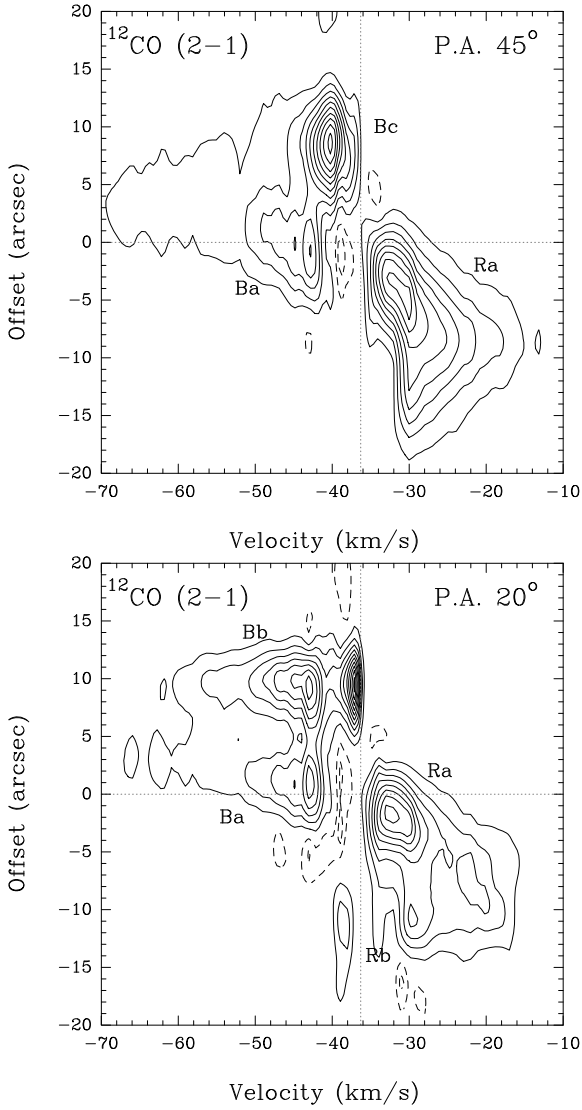 20
¹²CO (2−1)
P.A. 45°
15
10
Bc
5
0
Ra
Ba
−5
−10
−15
−20
−70 −60 −50 −40 −30 −20 −10
Velocity (km/s)
Offset (arcsec)
20
¹²CO (2−1)
P.A. 20°
15
Bb
10
5
0
Ra
Ba
−5
−10
Rb
−15
−20
−70 −60 −50 −40 −30 −20 −10
Velocity (km/s)
Offset (arcsec)